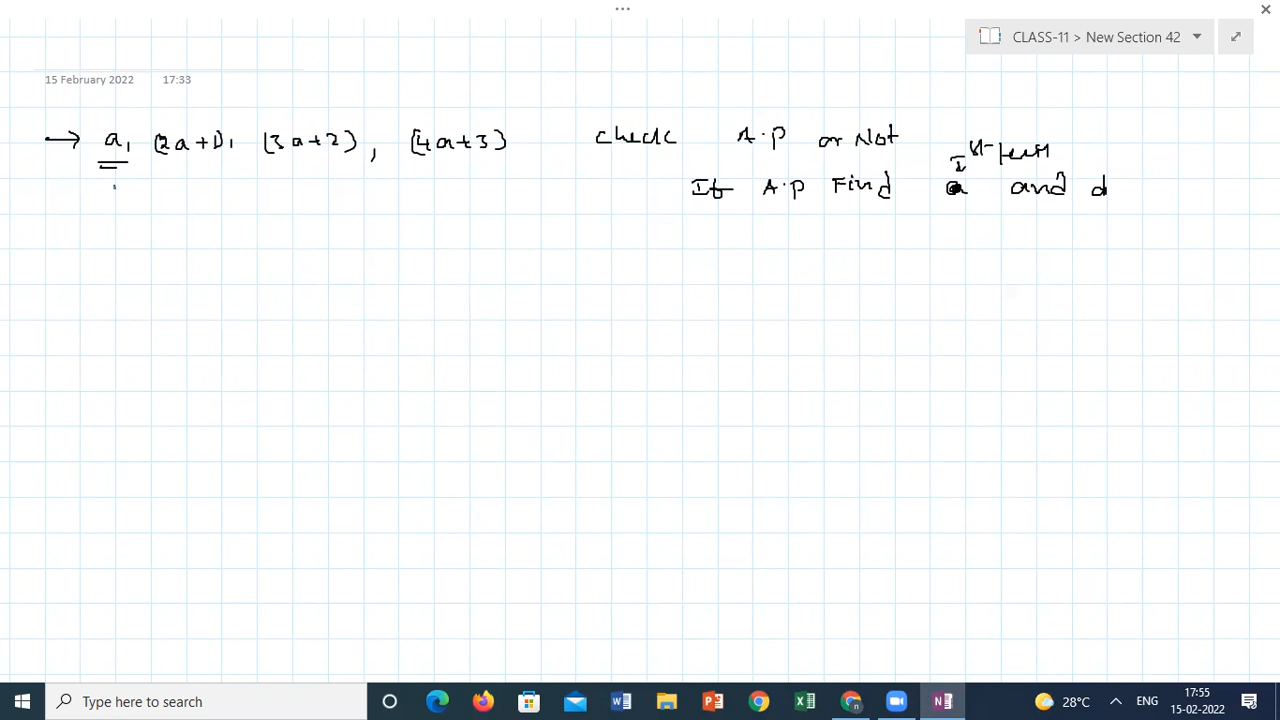 CLASS-11 > New Section 42
15 February 2022 17:33
→ a, (2a+1), (3a+2), (4a+3) check A.P or Not
Ist term
If A.P Find a and d
Type here to search
28°C ENG 17:55
15-02-2022